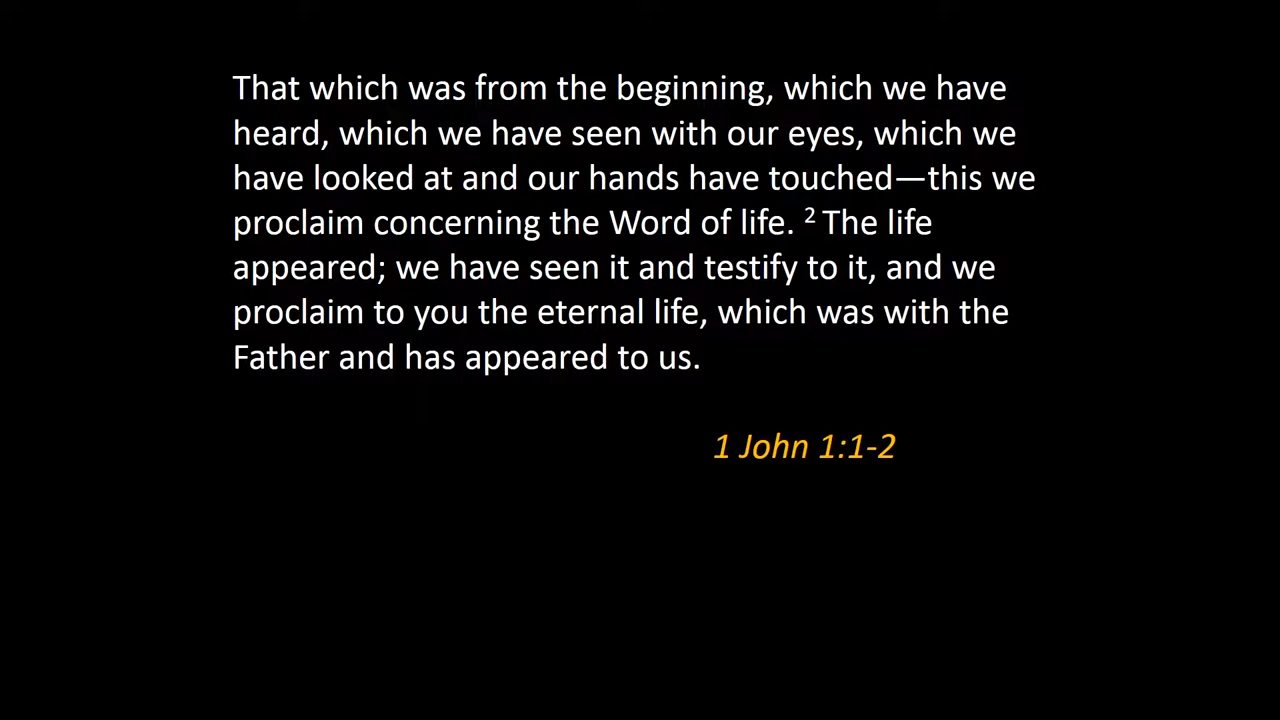 That which was from the beginning, which we have
heard, which we have seen with our eyes, which we
have looked at and our hands have touched—this we
proclaim concerning the Word of life. ² The life
appeared; we have seen it and testify to it, and we
proclaim to you the eternal life, which was with the
Father and has appeared to us.
1 John 1:1-2